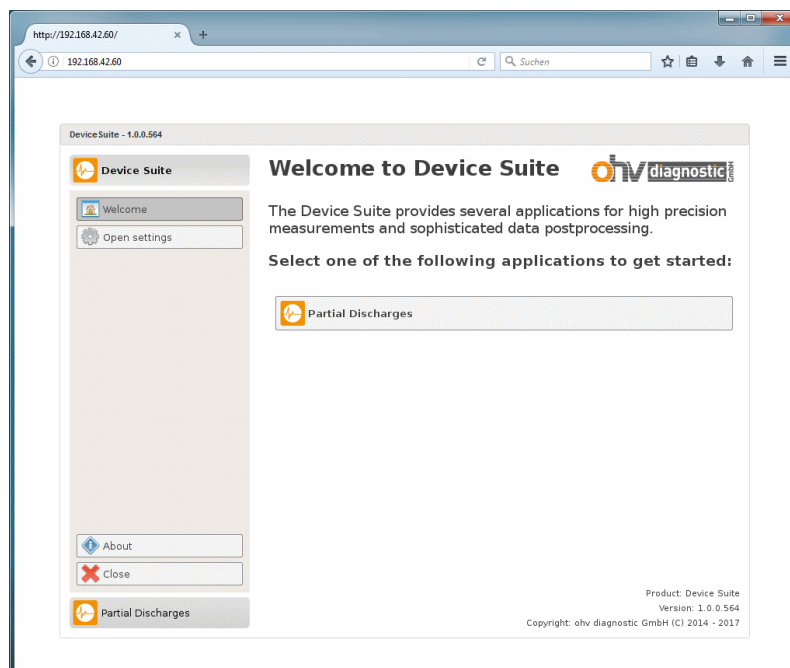 http://192.168.42.60/
192.168.42.60
Suchen
DeviceSuite - 1.0.0.564
Device Suite
Welcome
Open settings
Welcome to Device Suite
ohv diagnostic GmbH
The Device Suite provides several applications for high precision
measurements and sophisticated data postprocessing.
Select one of the following applications to get started:
Partial Discharges
About
Close
Partial Discharges
Product: Device Suite
Version: 1.0.0.564
Copyright: ohv diagnostic GmbH (C) 2014 - 2017